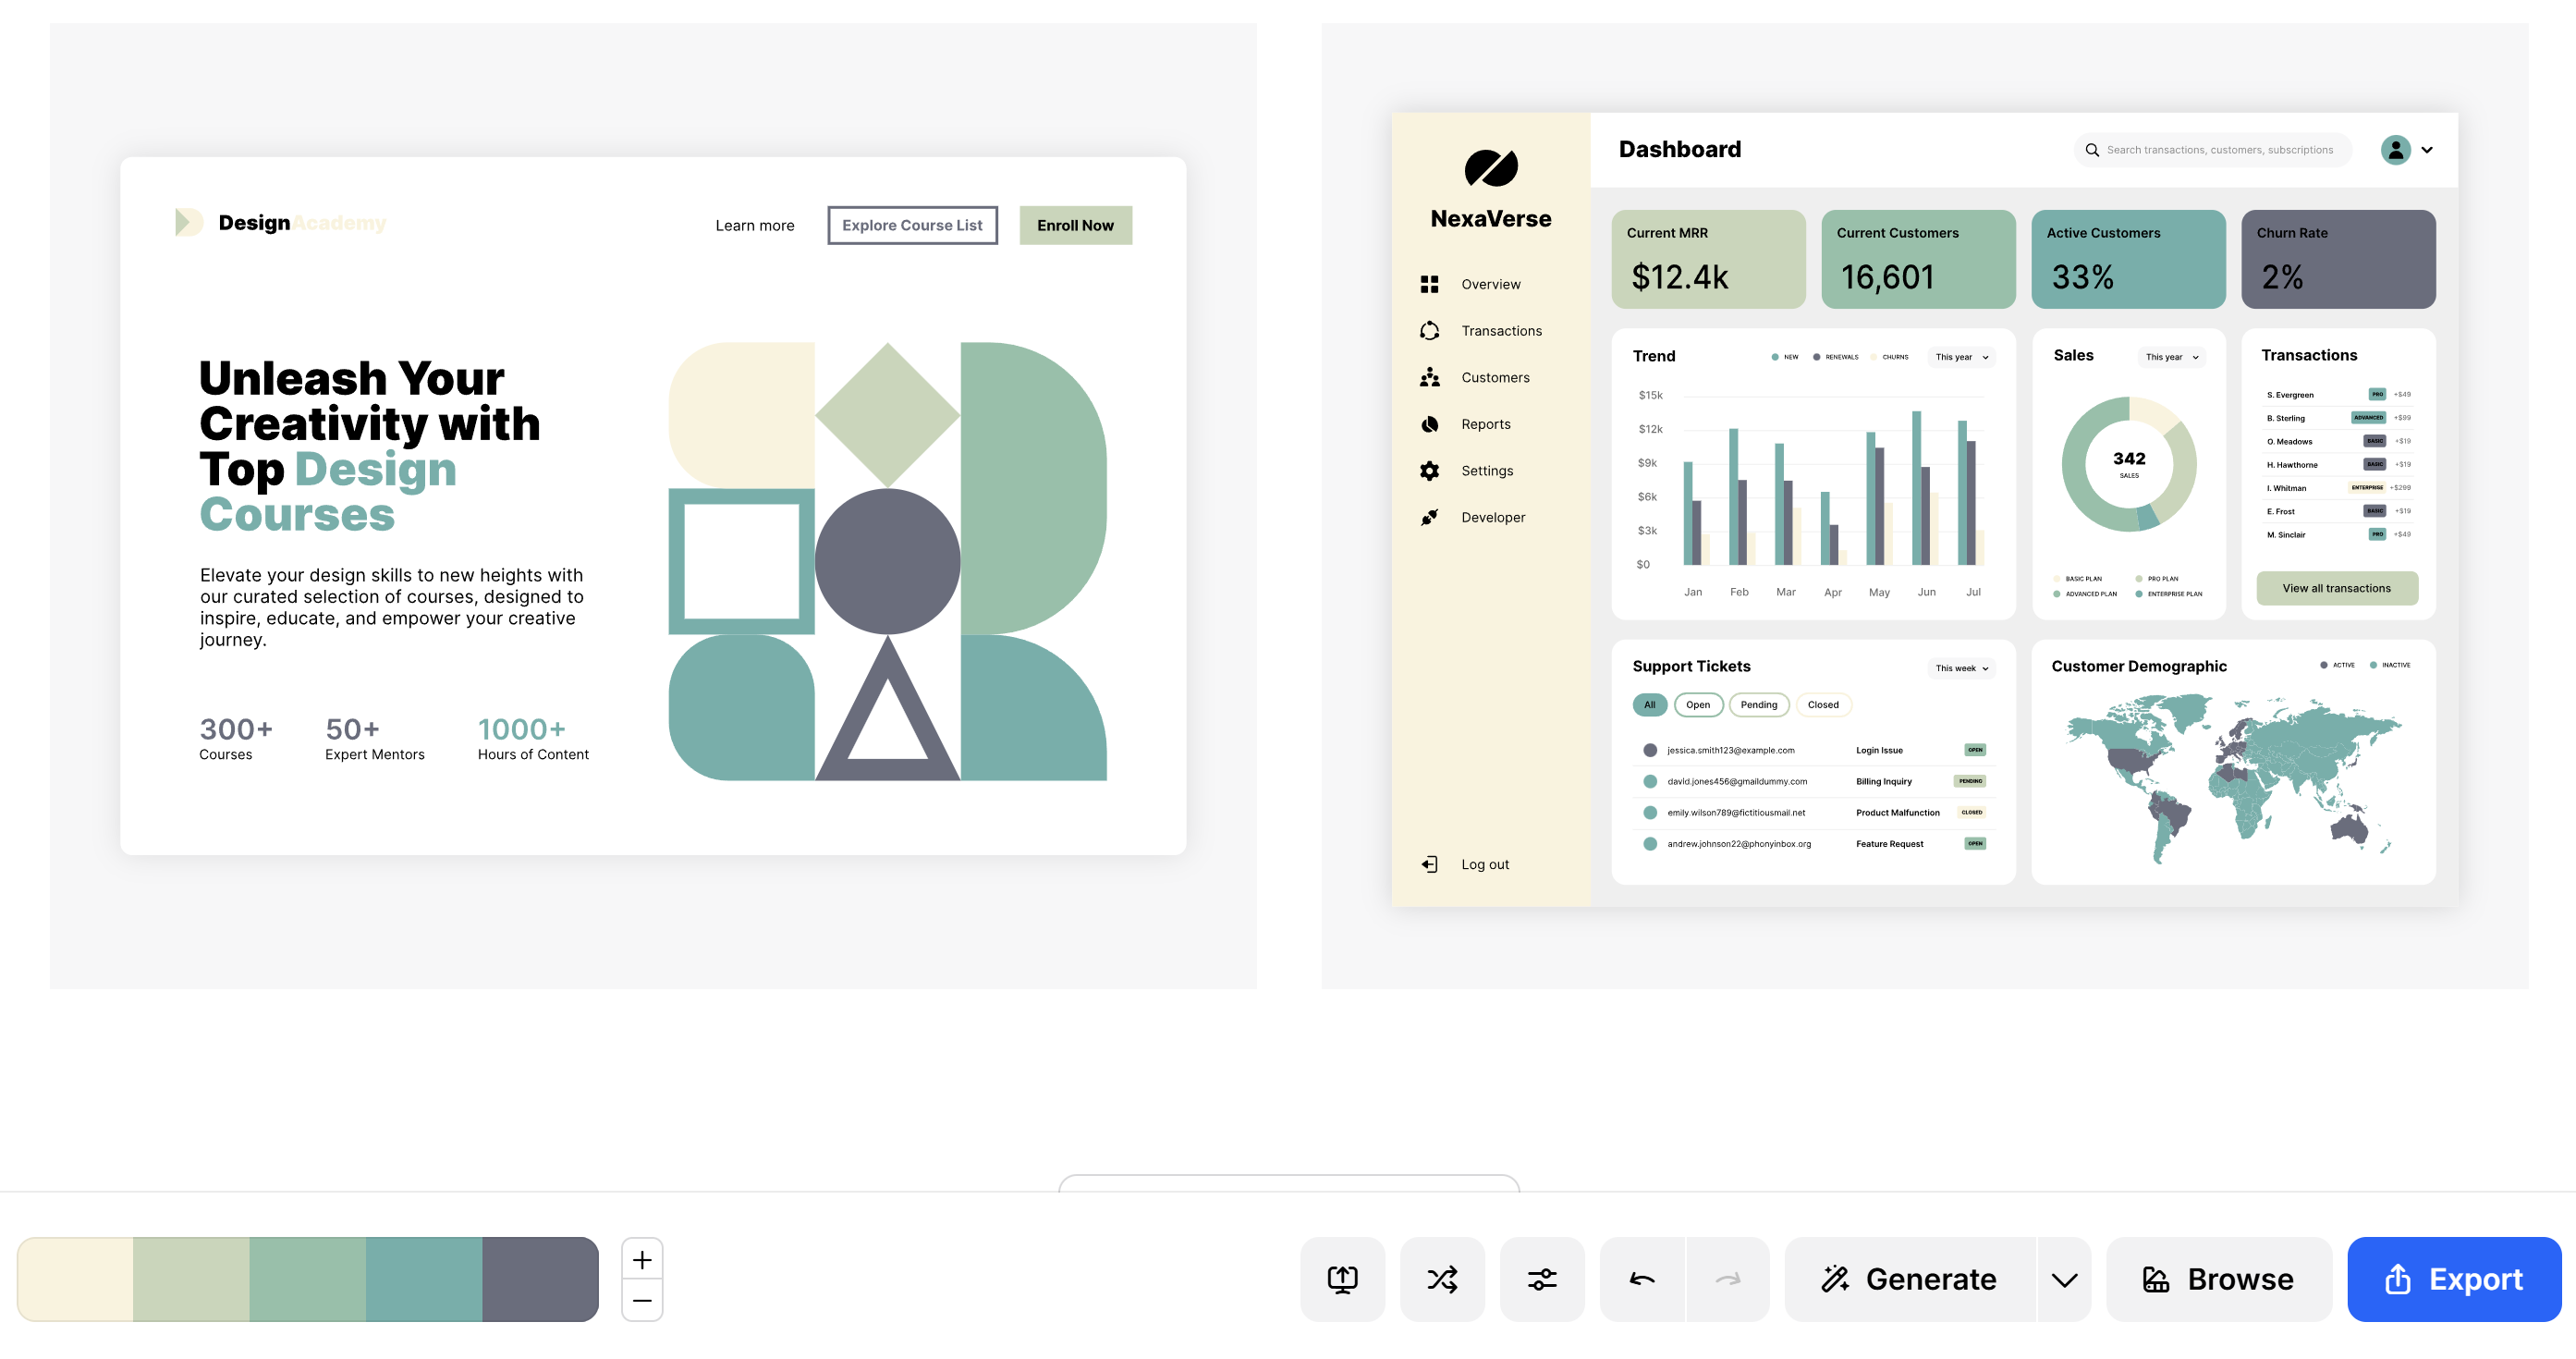 DesignAcademy
Learn more
Explore Course List
Enroll Now
Unleash Your
Creativity with
Top Design
Courses
Elevate your design skills to new heights with
our curated selection of courses, designed to
inspire, educate, and empower your creative
journey.
300+
Courses
50+
Expert Mentors
1000+
Hours of Content
NexaVerse
Overview
Transactions
Customers
Reports
Settings
Developer
Log out
Dashboard
Search transactions, customers, subscriptions
Current MRR
$12.4k
Current Customers
16,601
Active Customers
33%
Churn Rate
2%
Trend
NEW
RENEWALS
CHURNS
This year
$15k
$12k
$9k
$6k
$3k
$0
Jan
Feb
Mar
Apr
May
Jun
Jul
Sales
This year
342
SALES
BASIC PLAN
PRO PLAN
ADVANCED PLAN
ENTERPRISE PLAN
Transactions
S. Evergreen PRO +$49
B. Sterling ADVANCED +$99
O. Meadows BASIC +$19
H. Hawthorne BASIC +$19
I. Whitman ENTERPRISE +$299
E. Frost BASIC +$19
M. Sinclair PRO +$49
View all transactions
Support Tickets
This week
All
Open
Pending
Closed
jessica.smith123@example.com Login Issue OPEN
david.jones456@gmaildummy.com Billing Inquiry PENDING
emily.wilson789@fictitiousmail.net Product Malfunction CLOSED
andrew.johnson22@phonyinbox.org Feature Request OPEN
Customer Demographic
ACTIVE
INACTIVE
Generate
Browse
Export